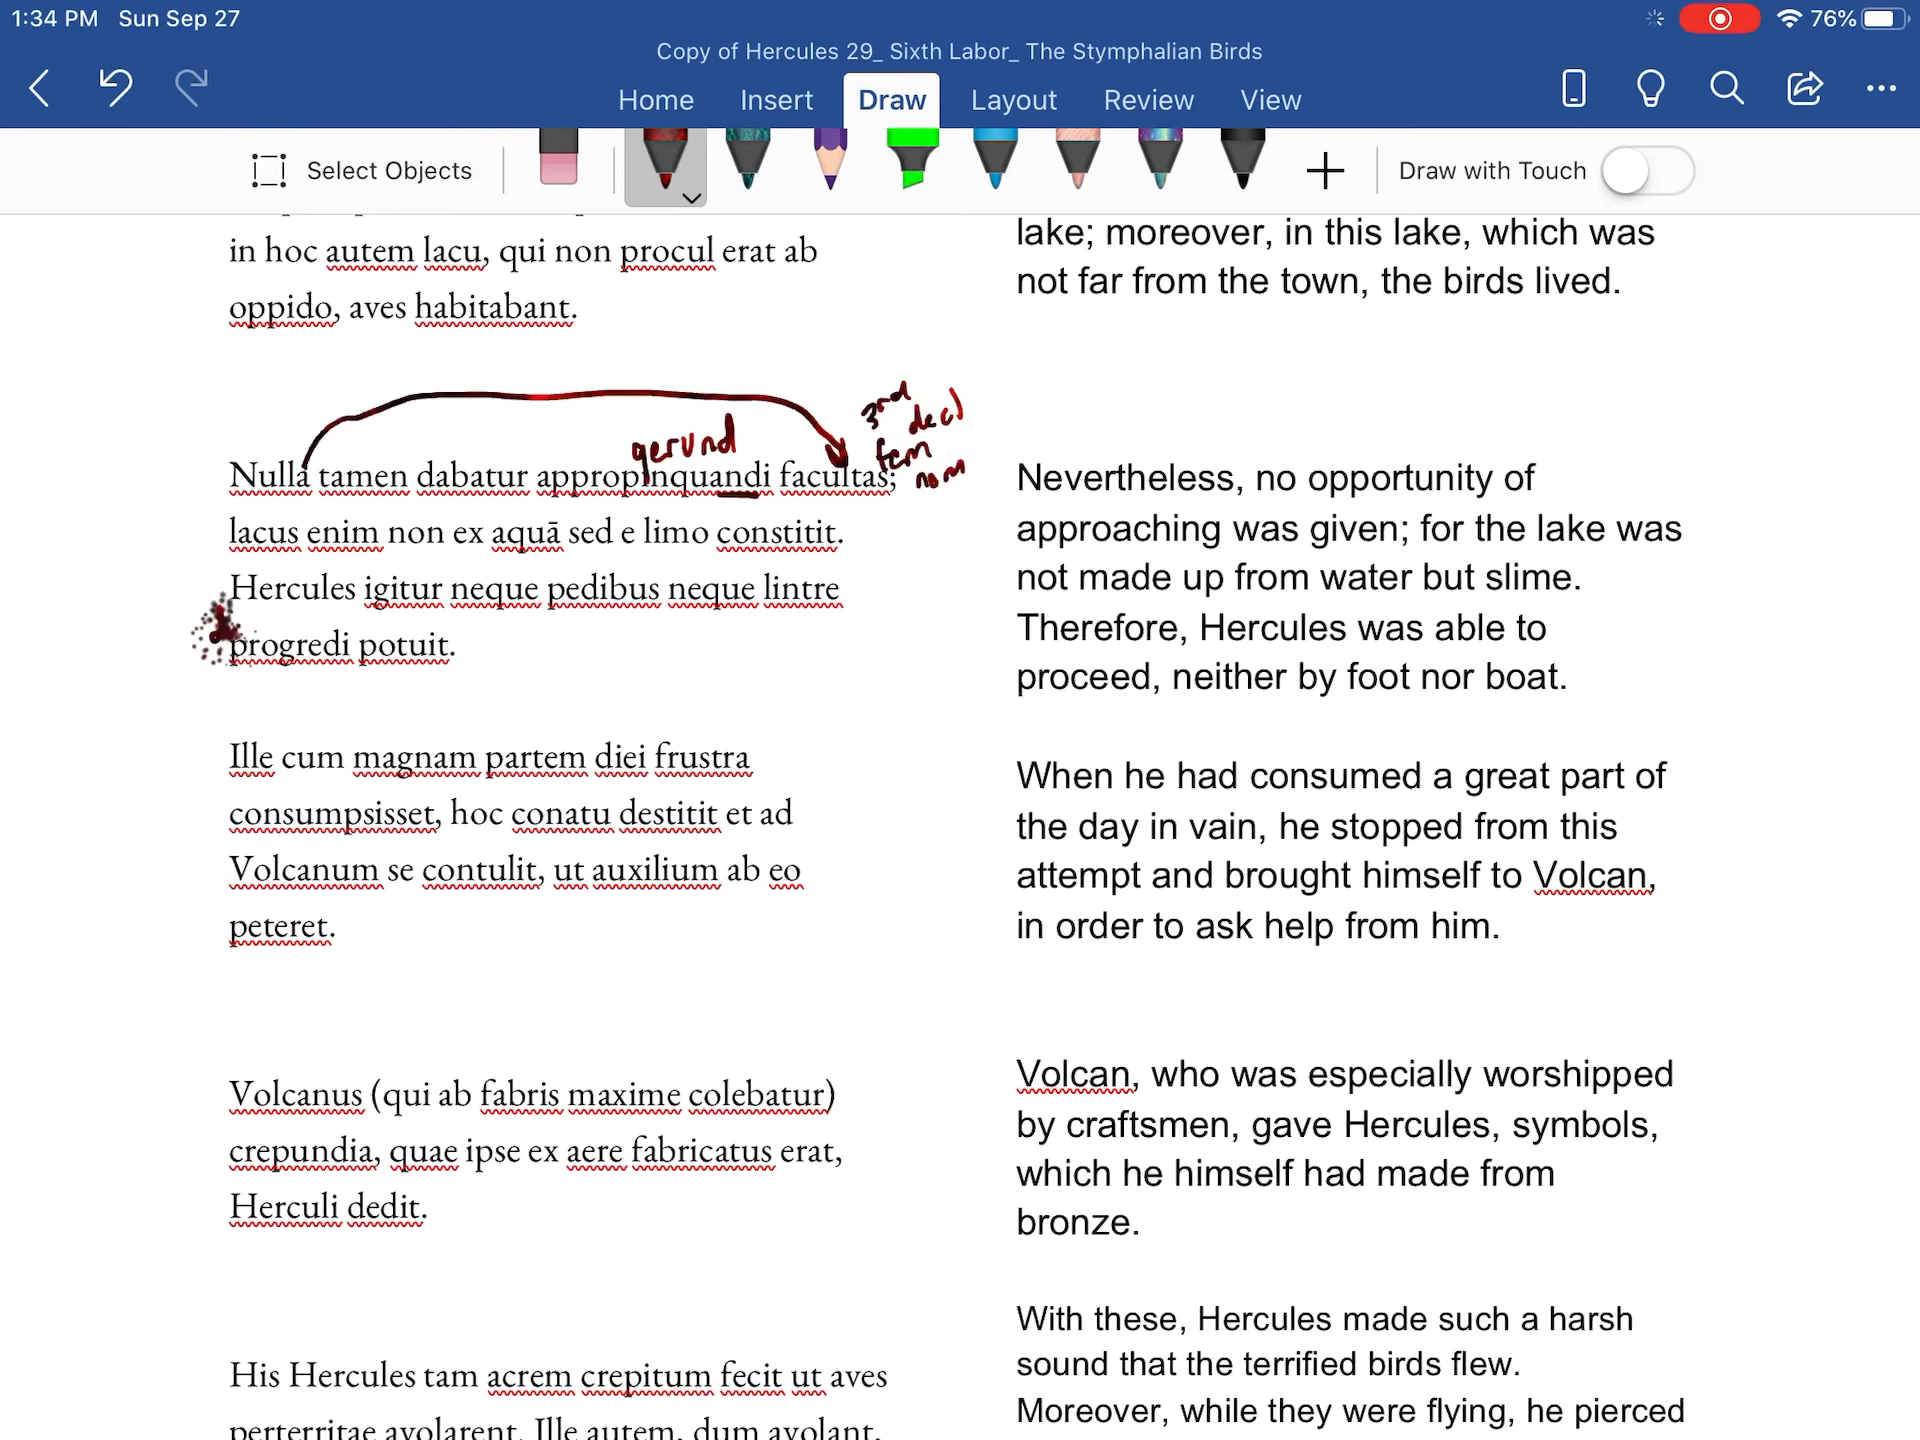 1:34 PM Sun Sep 27
76%
Copy of Hercules 29_ Sixth Labor_ The Stymphalian Birds
Home Insert Draw Layout Review View
Select Objects
Draw with Touch
in hoc autem lacu, qui non procul erat ab
oppido, aves habitabant.
gerund
3rd
decl
fem
nom
Nulla tamen dabatur appropinquandi facultas;
lacus enim non ex aquā sed e limo constitit.
Hercules igitur neque pedibus neque lintre
progredi potuit.
Ille cum magnam partem diei frustra
consumpsisset, hoc conatu destitit et ad
Volcanum se contulit, ut auxilium ab eo
peteret.
Volcanus (qui ab fabris maxime colebatur)
crepundia, quae ipse ex aere fabricatus erat,
Herculi dedit.
His Hercules tam acrem crepitum fecit ut aves
perterritae avolarent. Ille autem, dum avolant,
lake; moreover, in this lake, which was
not far from the town, the birds lived.
Nevertheless, no opportunity of
approaching was given; for the lake was
not made up from water but slime.
Therefore, Hercules was able to
proceed, neither by foot nor boat.
When he had consumed a great part of
the day in vain, he stopped from this
attempt and brought himself to Volcan,
in order to ask help from him.
Volcan, who was especially worshipped
by craftsmen, gave Hercules, symbols,
which he himself had made from
bronze.
With these, Hercules made such a harsh
sound that the terrified birds flew.
Moreover, while they were flying, he pierced